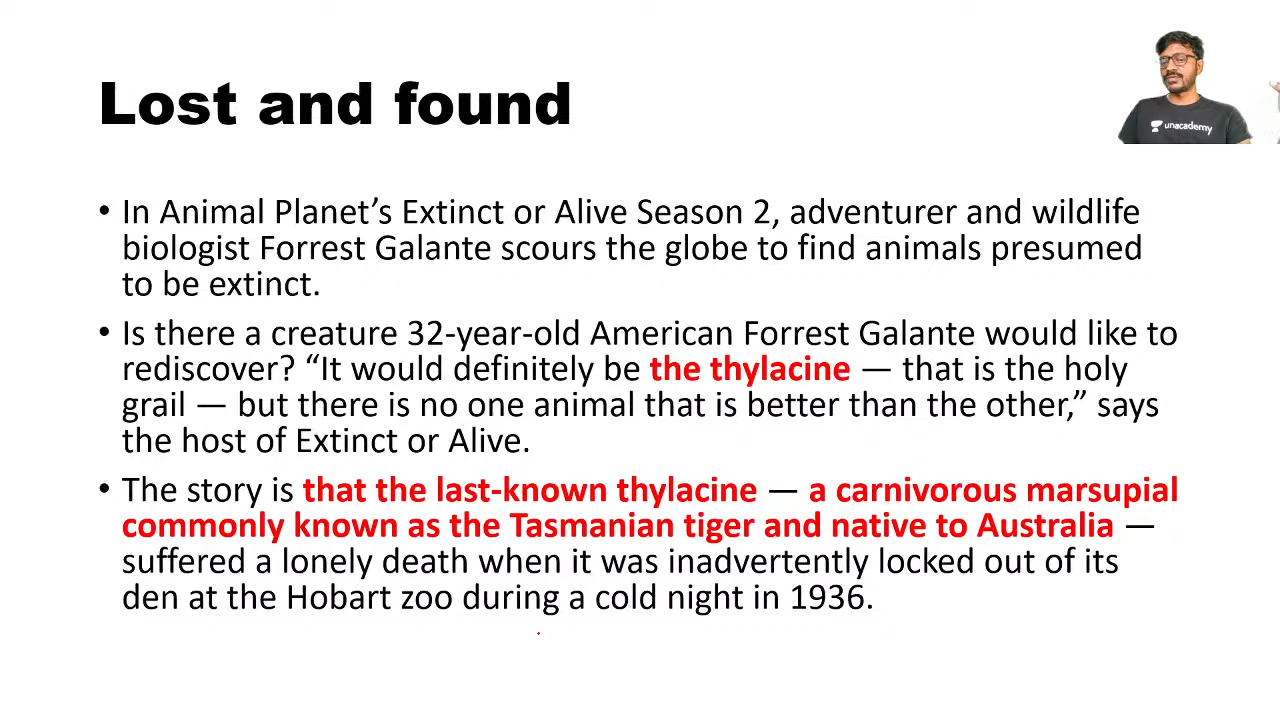 Lost and found
unacademy
• In Animal Planet’s Extinct or Alive Season 2, adventurer and wildlife
biologist Forrest Galante scours the globe to find animals presumed
to be extinct.
• Is there a creature 32-year-old American Forrest Galante would like to
rediscover? “It would definitely be the thylacine — that is the holy
grail — but there is no one animal that is better than the other,” says
the host of Extinct or Alive.
• The story is that the last-known thylacine — a carnivorous marsupial
commonly known as the Tasmanian tiger and native to Australia —
suffered a lonely death when it was inadvertently locked out of its
den at the Hobart zoo during a cold night in 1936.